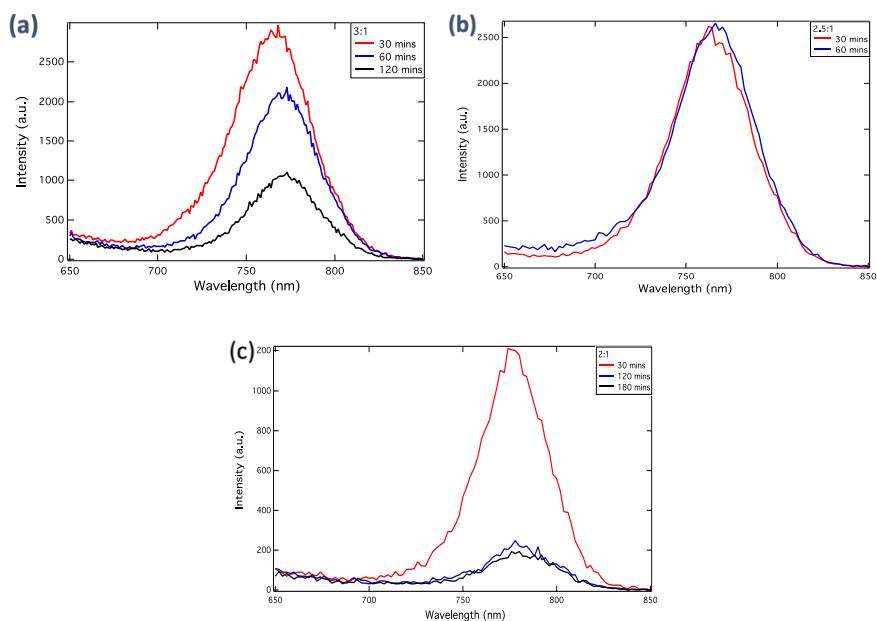 (a)
3:1
30 mins
60 mins
120 mins
Intensity (a.u.)
2500
2000
1500
1000
500
0
650
700
750
800
850
Wavelength (nm)
(b)
2.5:1
30 mins
60 mins
Intensity (a.u.)
2500
2000
1500
1000
500
0
650
700
750
800
850
Wavelength (nm)
(c)
2:1
30 mins
120 mins
180 mins
Intensity (a.u.)
200
1000
800
600
400
200
0
650
700
750
800
850
Wavelength (nm)